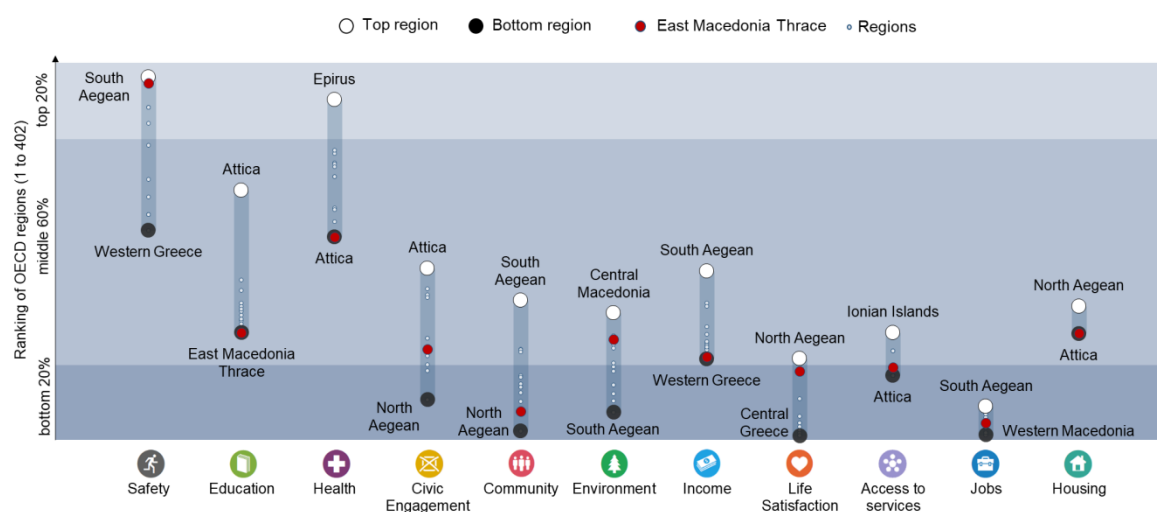 Top region
Bottom region
East Macedonia Thrace
Regions
Ranking of OECD regions (1 to 402)
top 20%
middle 60%
bottom 20%
South
Aegean
Western Greece
Attica
East Macedonia
Thrace
Epirus
Attica
Attica
North
Aegean
South
Aegean
North
Aegean
Central
Macedonia
South Aegean
South Aegean
Western Greece
North Aegean
Central
Greece
Ionian Islands
Attica
South Aegean
Western Macedonia
North Aegean
Attica
Safety
Education
Health
Civic
Engagement
Community
Environment
Income
Life
Satisfaction
Access to
services
Jobs
Housing